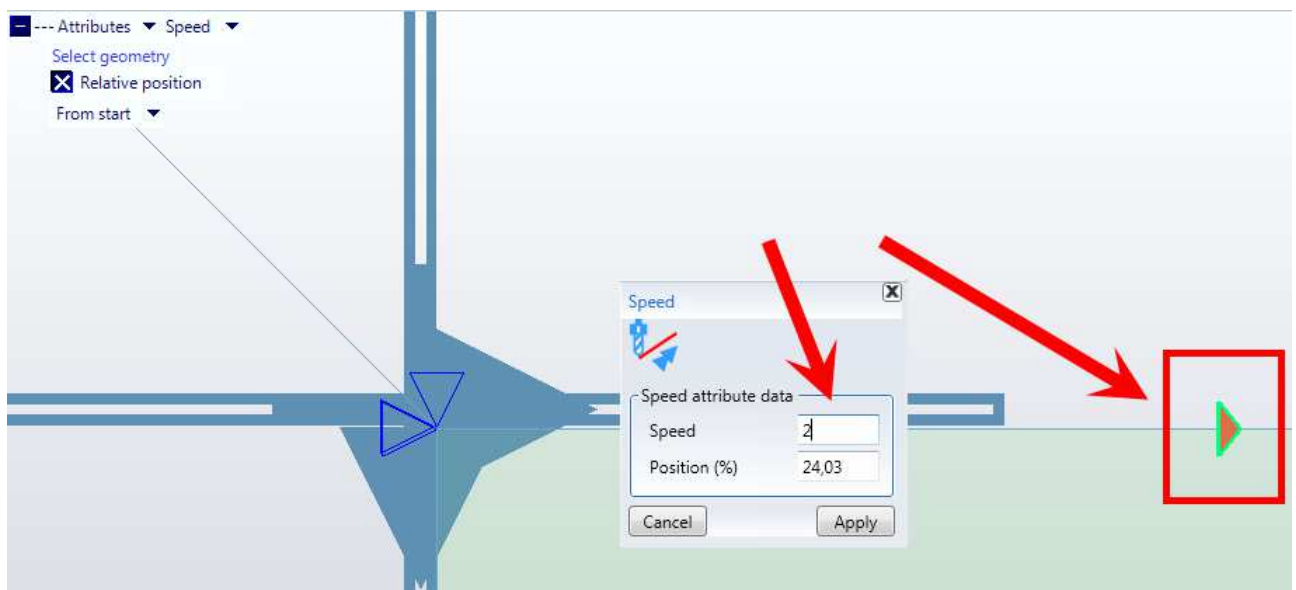 --- Attributes Speed
Select geometry
Relative position
From start
Speed
Speed attribute data
Speed 2
Position (%) 24,03
Cancel Apply